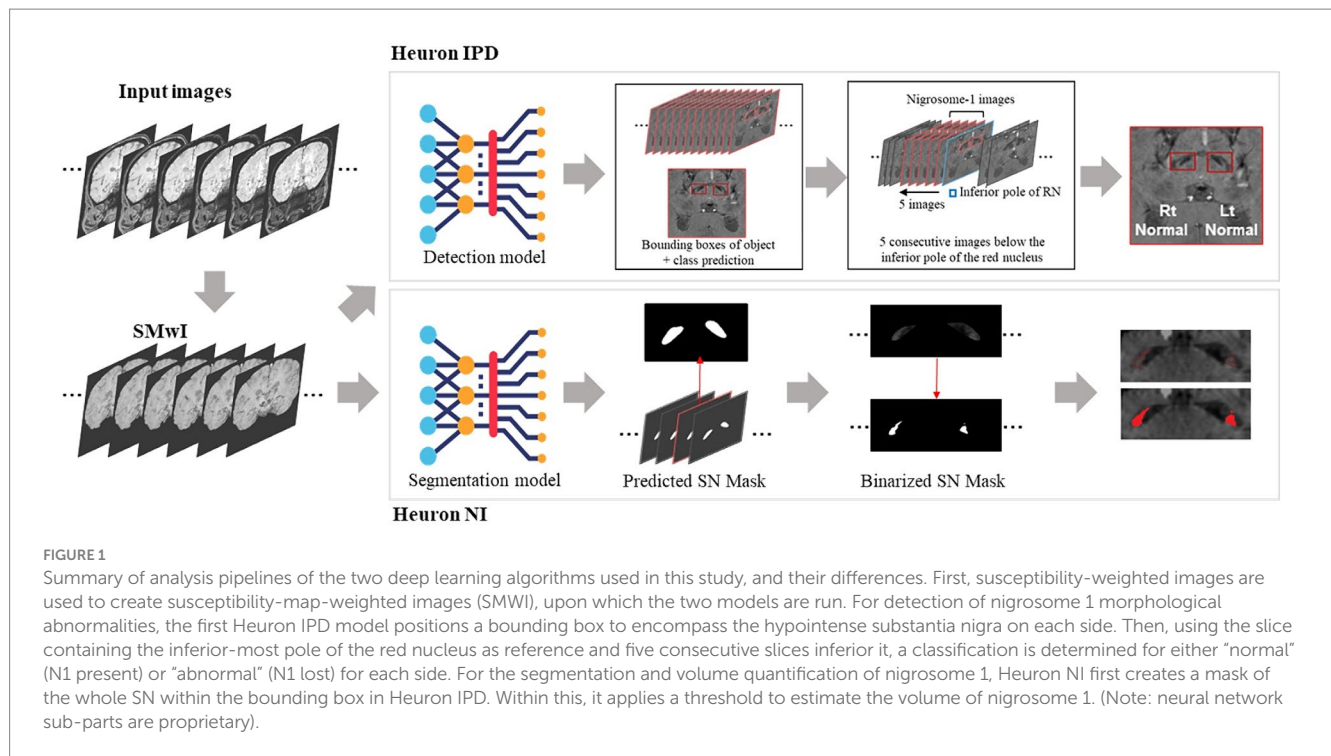 Heuron IPD
Input images
Nigrosome-1 images
Inferior pole of RN
5 images
Rt Lt
Normal Normal
Detection model
Bounding boxes of object
+ class prediction
5 consecutive images below the
inferior pole of the red nucleus
SMwI
Segmentation model
Predicted SN Mask
Binarized SN Mask
Heuron NI
FIGURE 1
Summary of analysis pipelines of the two deep learning algorithms used in this study, and their differences. First, susceptibility-weighted images are
used to create susceptibility-map-weighted images (SMWI), upon which the two models are run. For detection of nigrosome 1 morphological
abnormalities, the first Heuron IPD model positions a bounding box to encompass the hypointense substantia nigra on each side. Then, using the slice
containing the inferior-most pole of the red nucleus as reference and five consecutive slices inferior it, a classification is determined for either “normal”
(N1 present) or “abnormal” (N1 lost) for each side. For the segmentation and volume quantification of nigrosome 1, Heuron NI first creates a mask of
the whole SN within the bounding box in Heuron IPD. Within this, it applies a threshold to estimate the volume of nigrosome 1. (Note: neural network
sub-parts are proprietary).